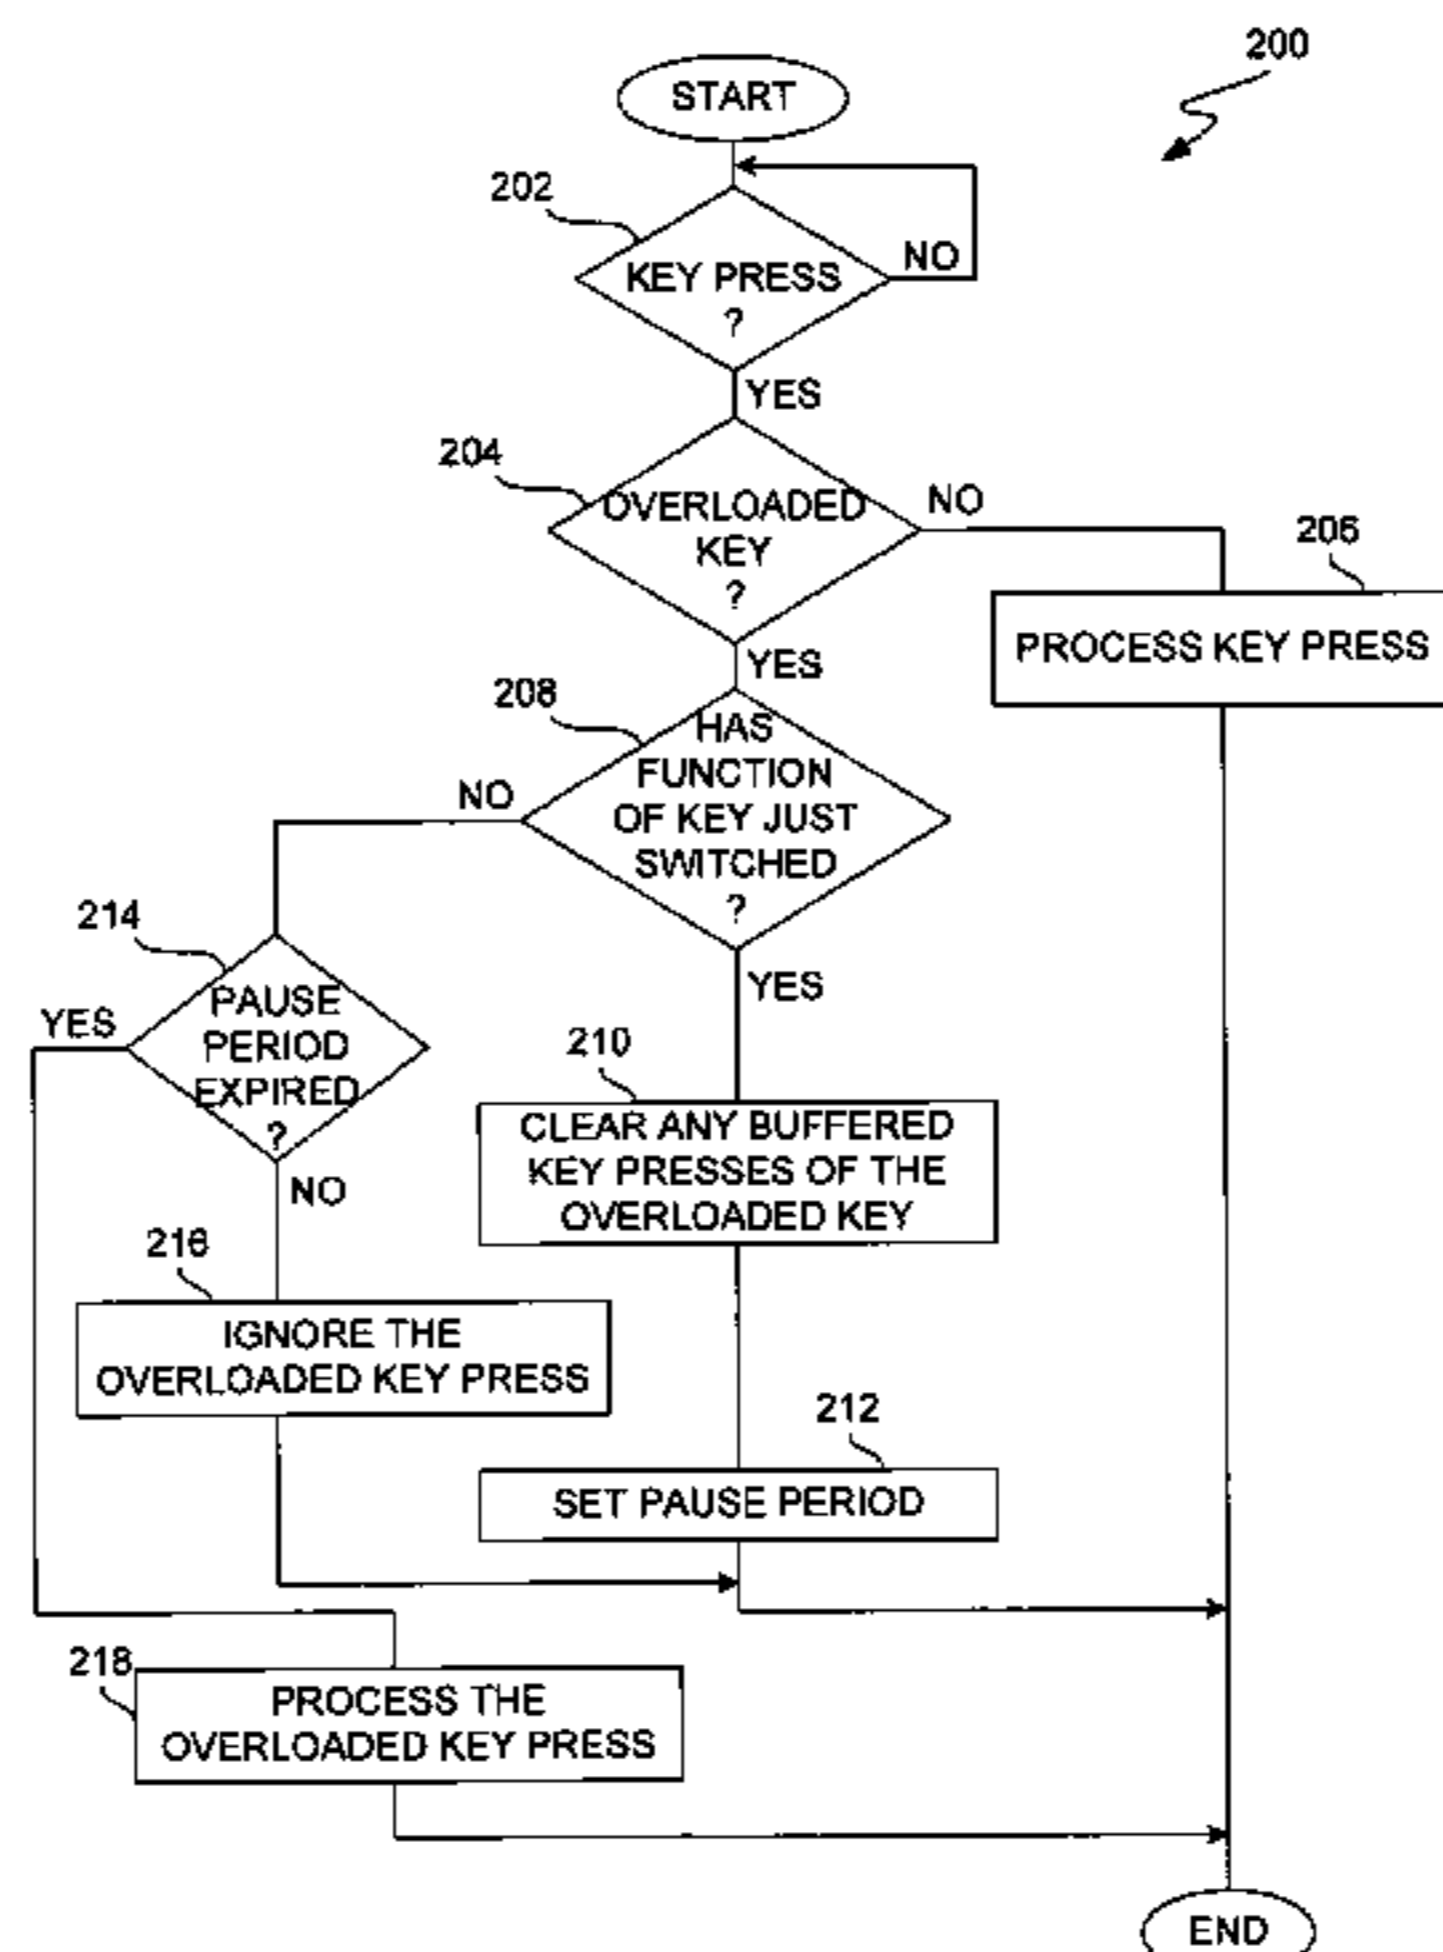 200
START
202
KEY PRESS
?
NO
YES
204
OVERLOADED
KEY
?
NO
206
PROCESS KEY PRESS
YES
208
HAS
FUNCTION
OF KEY JUST
SWITCHED
?
NO
YES
214
PAUSE
PERIOD
EXPIRED
?
YES
NO
210
CLEAR ANY BUFFERED
KEY PRESSES OF THE
OVERLOADED KEY
216
IGNORE THE
OVERLOADED KEY PRESS
212
SET PAUSE PERIOD
218
PROCESS THE
OVERLOADED KEY PRESS
END